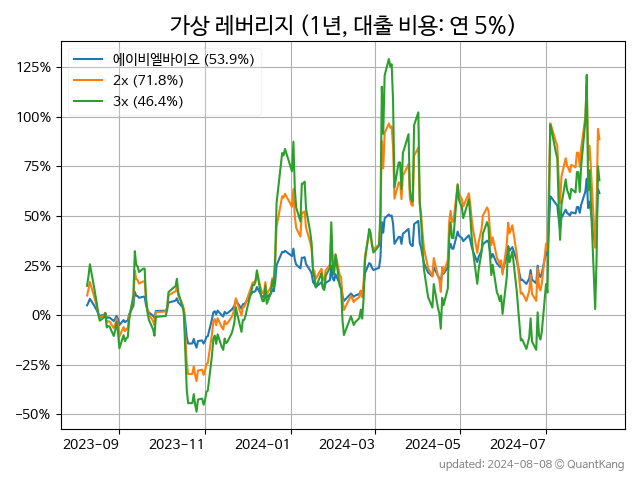 가상 레버리지 (1년, 대출 비용: 연 5%)
에이비엘바이오 (53.9%)
2x (71.8%)
3x (46.4%)
125%
100%
75%
50%
25%
0%
−25%
−50%
2023-09
2023-11
2024-01
2024-03
2024-05
2024-07
updated: 2024-08-08 © QuantKang